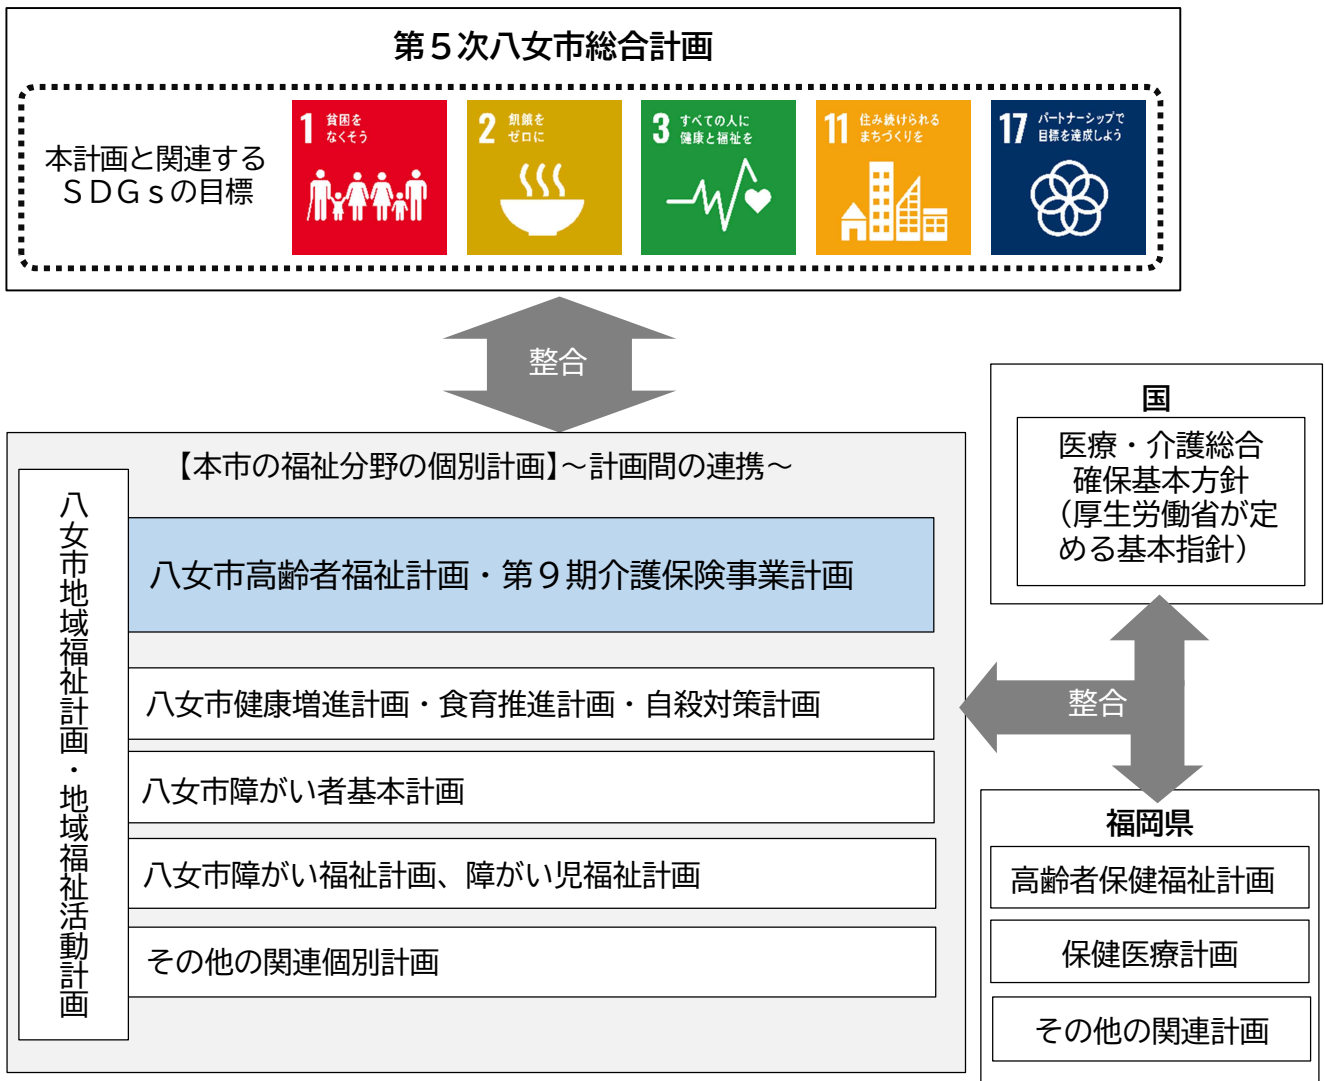 第５次八女市総合計画
本計画と関連する
ＳＤＧｓの目標
1 貧困を
なくそう
2 飢餓を
ゼロに
3 すべての人に
健康と福祉を
11 住み続けられる
まちづくりを
17 パートナーシップで
目標を達成しよう
整合
【本市の福祉分野の個別計画】～計画間の連携～
八女市地域福祉計画・地域福祉活動計画
八女市高齢者福祉計画・第９期介護保険事業計画
八女市健康増進計画・食育推進計画・自殺対策計画
八女市障がい者基本計画
八女市障がい福祉計画、障がい児福祉計画
その他の関連個別計画
国
医療・介護総合
確保基本方針
（厚生労働省が定
める基本指針）
整合
福岡県
高齢者保健福祉計画
保健医療計画
その他の関連計画